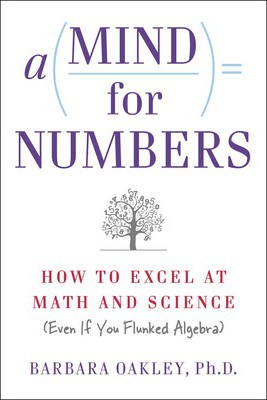 a (MIND) =
for
NUMBERS
HOW TO EXCEL AT
MATH AND SCIENCE
(Even If You Flunked Algebra)
BARBARA OAKLEY, Ph.D.